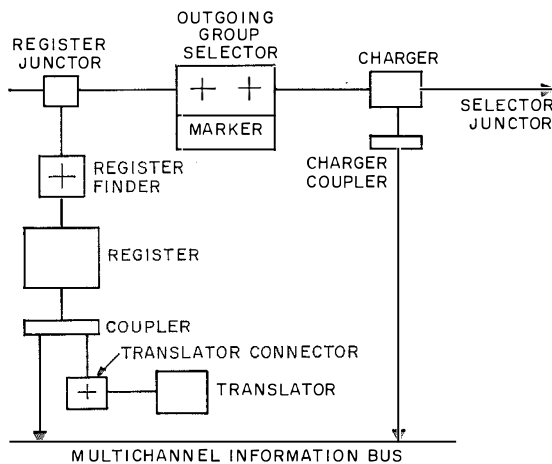 OUTGOING
GROUP
SELECTOR
REGISTER
JUNCTOR
CHARGER
MARKER
SELECTOR
JUNCTOR
CHARGER
COUPLER
REGISTER
FINDER
REGISTER
COUPLER
TRANSLATOR CONNECTOR
TRANSLATOR
MULTICHANNEL INFORMATION BUS